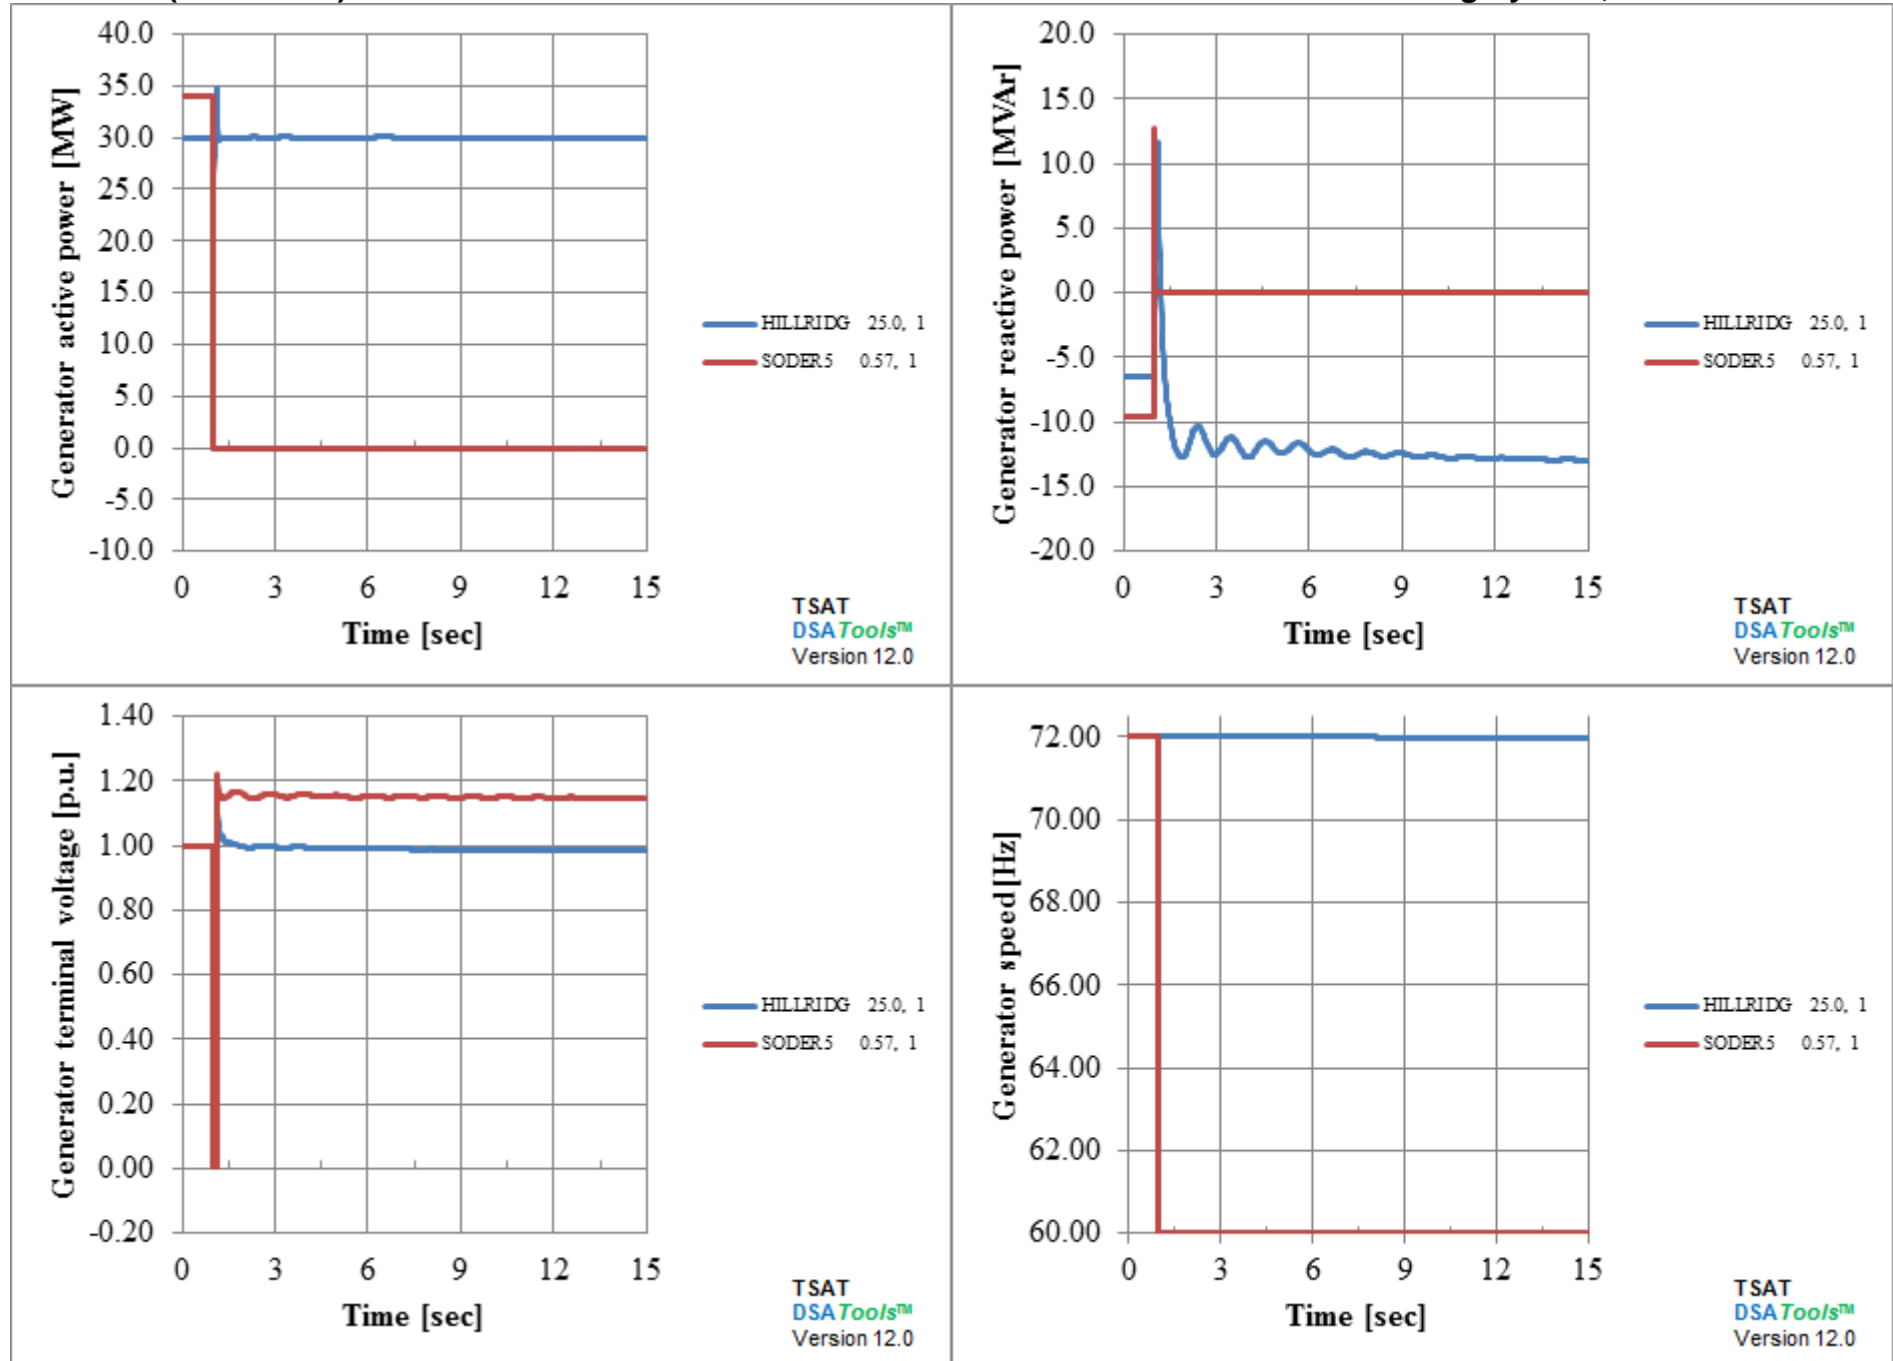 40.0
35.0
30.0
25.0
20.0
15.0
10.0
5.0
0.0
-5.0
-10.0
Generator active power [MW]
0 3 6 9 12 15
Time [sec]
HILLRIDG 25.0, 1
SODER5 0.57, 1
TSAT
DSATools™
Version 12.0
20.0
15.0
10.0
5.0
0.0
-5.0
-10.0
-15.0
-20.0
Generator reactive power [MVAr]
0 3 6 9 12 15
Time [sec]
HILLRIDG 25.0, 1
SODER5 0.57, 1
TSAT
DSATools™
Version 12.0
1.40
1.20
1.00
0.80
0.60
0.40
0.20
0.00
-0.20
Generator terminal voltage [p.u.]
0 3 6 9 12 15
Time [sec]
HILLRIDG 25.0, 1
SODER5 0.57, 1
TSAT
DSATools™
Version 12.0
72.00
70.00
68.00
66.00
64.00
62.00
60.00
Generator speed[Hz]
0 3 6 9 12 15
Time [sec]
HILLRIDG 25.0, 1
SODER5 0.57, 1
TSAT
DSATools™
Version 12.0